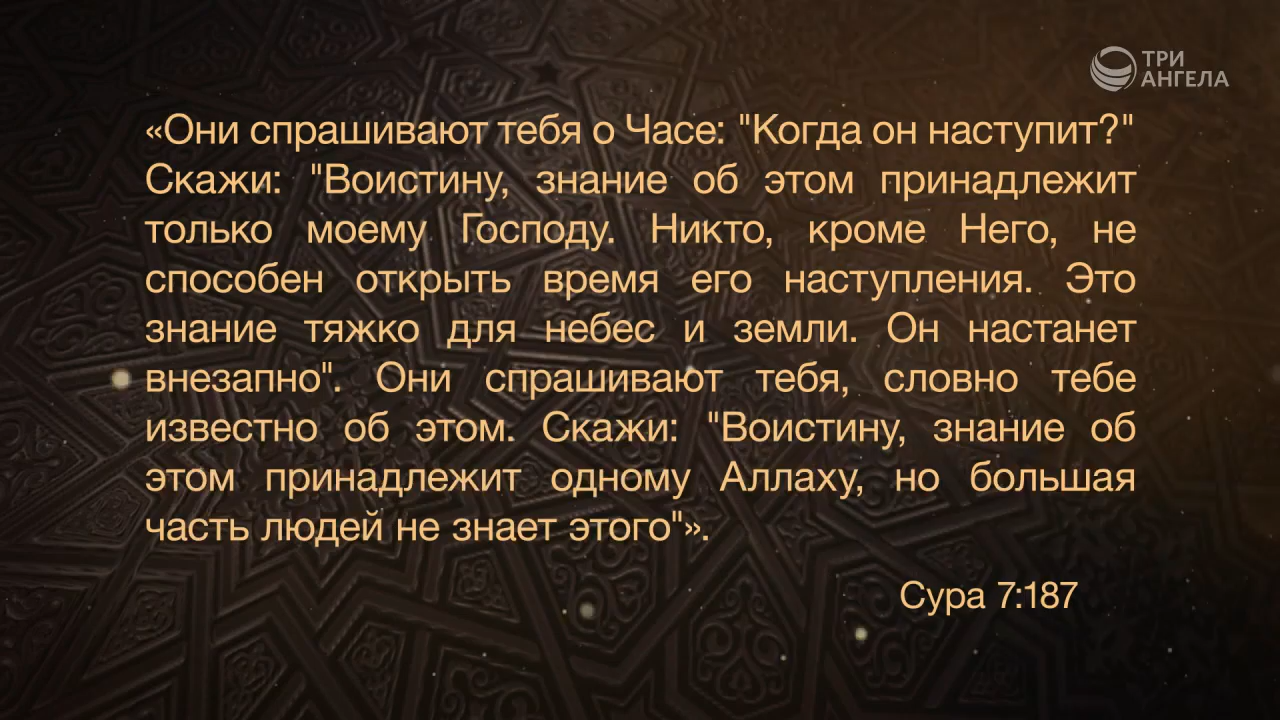 ТРИ
АНГЕЛА
«Они спрашивают тебя о Часе: "Когда он наступит?"
Скажи: "Воистину, знание об этом принадлежит
только моему Господу. Никто, кроме Него, не
способен открыть время его наступления. Это
знание тяжко для небес и земли. Он настанет
внезапно". Они спрашивают тебя, словно тебе
известно об этом. Скажи: "Воистину, знание об
этом принадлежит одному Аллаху, но большая
часть людей не знает этого"».
Сура 7:187